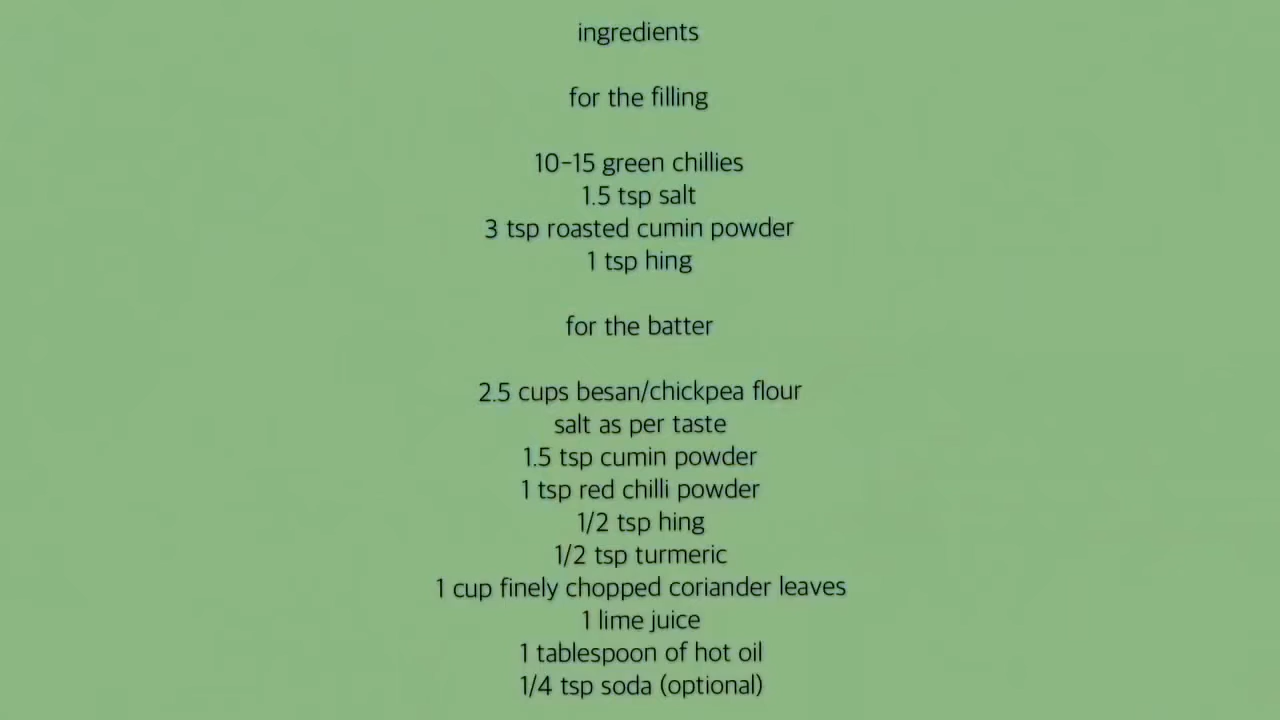 ingredients
for the filling
10-15 green chillies
1.5 tsp salt
3 tsp roasted cumin powder
1 tsp hing
for the batter
2.5 cups besan/chickpea flour
salt as per taste
1.5 tsp cumin powder
1 tsp red chilli powder
1/2 tsp hing
1/2 tsp turmeric
1 cup finely chopped coriander leaves
1 lime juice
1 tablespoon of hot oil
1/4 tsp soda (optional)